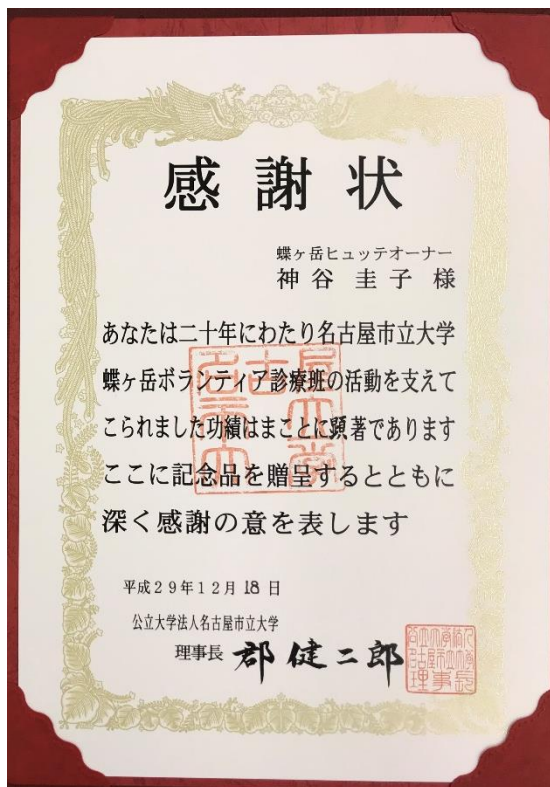 感謝状
蝶ヶ岳ヒュッテオーナー
神谷 圭子 様
あなたは二十年にわたり名古屋市立大学
蝶ヶ岳ボランティア診療班の活動を支えて
こられました功績はまことに顕著であります
ここに記念品を贈呈するとともに
深く感謝の意を表します
平成29年12月18日
公立大学法人名古屋市立大学
理事長 郡 健二郎